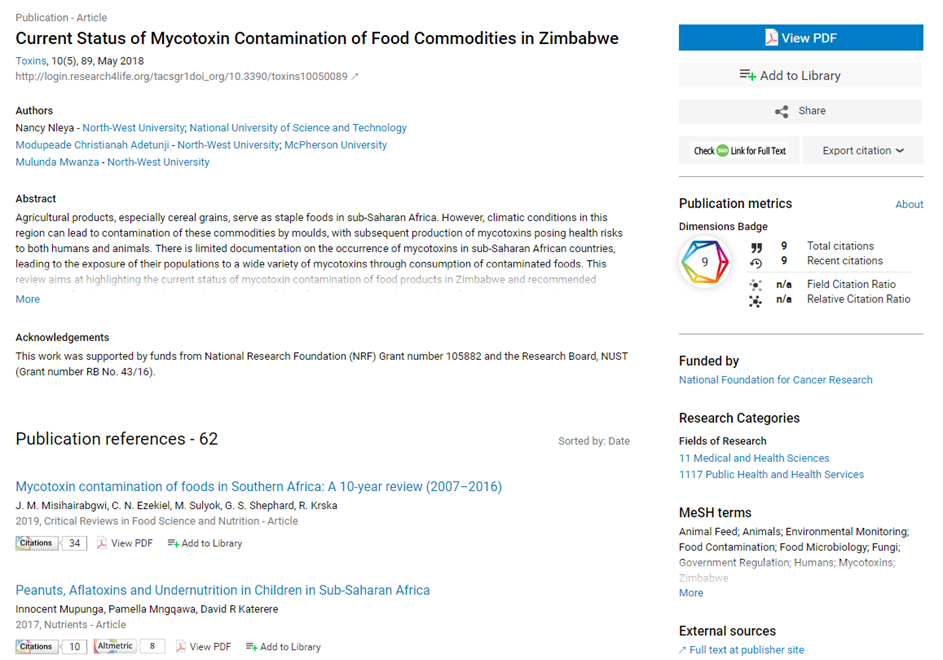 Publication - Article
Current Status of Mycotoxin Contamination of Food Commodities in Zimbabwe
Toxins, 10(5), 89, May 2018
http://login.research4life.org/tacsgr1doi_org/10.3390/toxins10050089
Authors
Nancy Nleya - North-West University; National University of Science and Technology
Modupeade Christianah Adetunji - North-West University; McPherson University
Mulunda Mwanza - North-West University
Abstract
Agricultural products, especially cereal grains, serve as staple foods in sub-Saharan Africa. However, climatic conditions in this
region can lead to contamination of these commodities by moulds, with subsequent production of mycotoxins posing health risks
to both humans and animals. There is limited documentation on the occurrence of mycotoxins in sub-Saharan African countries,
leading to the exposure of their populations to a wide variety of mycotoxins through consumption of contaminated foods. This
review aims at highlighting the current status of mycotoxin contamination of food products in Zimbabwe and recommended
More
Acknowledgements
This work was supported by funds from National Research Foundation (NRF) Grant number 105882 and the Research Board, NUST
(Grant number RB No. 43/16).
Publication references - 62
Sorted by: Date
Mycotoxin contamination of foods in Southern Africa: A 10-year review (2007–2016)
J. M. Misihairabgwi, C. N. Ezekiel, M. Sulyok, G. S. Shephard, R. Krska
2019, Critical Reviews in Food Science and Nutrition - Article
Citations 34 View PDF Add to Library
Peanuts, Aflatoxins and Undernutrition in Children in Sub-Saharan Africa
Innocent Mupunga, Pamella Mngqawa, David R Katerere
2017, Nutrients - Article
Citations 10 Altmetric 8 View PDF Add to Library
View PDF
Add to Library
Share
Check 360 Link for Full Text
Export citation
Publication metrics
About
Dimensions Badge
9
9 Total citations
9 Recent citations
n/a Field Citation Ratio
n/a Relative Citation Ratio
Funded by
National Foundation for Cancer Research
Research Categories
Fields of Research
11 Medical and Health Sciences
1117 Public Health and Health Services
MeSH terms
Animal Feed; Animals; Environmental Monitoring;
Food Contamination; Food Microbiology; Fungi;
Government Regulation; Humans; Mycotoxins;
Zimbabwe
More
External sources
Full text at publisher site